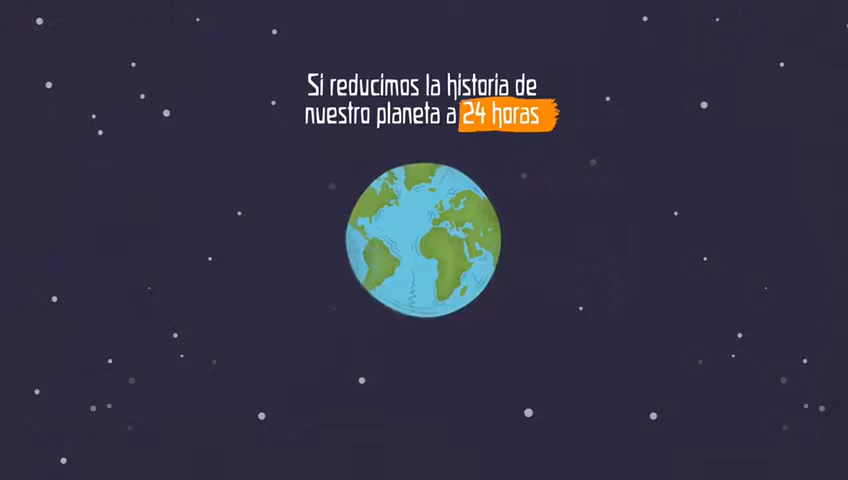 Si reducimos la historia de
nuestro planeta a 24 horas